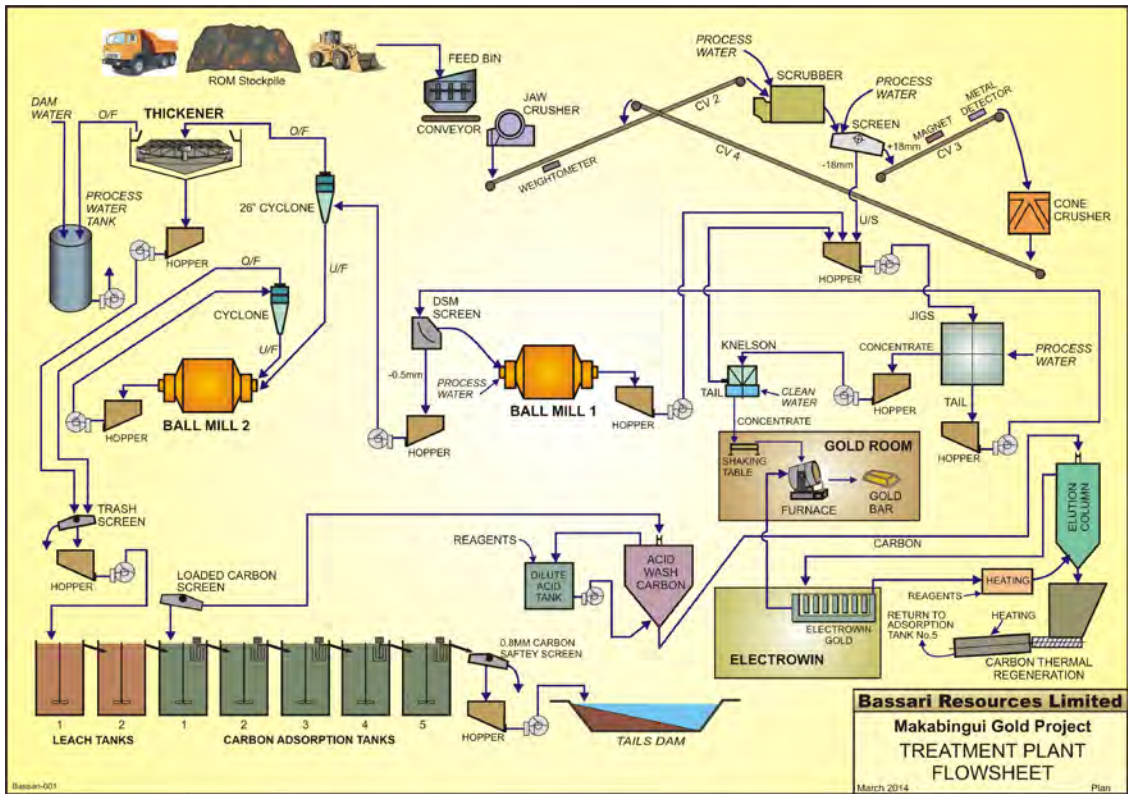 ROM Stockpile
FEED BIN
CONVEYOR
JAW
CRUSHER
WEIGHTOMETER
CV 2
CV 4
PROCESS
WATER
SCRUBBER
PROCESS
WATER
SCREEN
+18mm
-18mm
MAGNET
METAL
DETECTOR
CV 3
CONE
CRUSHER
U/S
HOPPER
DAM
WATER
THICKENER
O/F
O/F
PROCESS
WATER
TANK
HOPPER
26" CYCLONE
U/F
O/F
CYCLONE
U/F
BALL MILL 2
HOPPER
DSM
SCREEN
-0.5mm
PROCESS
WATER
BALL MILL 1
HOPPER
HOPPER
JIGS
PROCESS
WATER
CONCENTRATE
TAIL
HOPPER
HOPPER
KNELSON
TAIL
CLEAN
WATER
CONCENTRATE
GOLD ROOM
SHAKING
TABLE
FURNACE
GOLD
BAR
TRASH
SCREEN
HOPPER
LOADED CARBON
SCREEN
REAGENTS
DILUTE
ACID
TANK
ACID
WASH
CARBON
CARBON
ELUTION
COLUMN
HEATING
REAGENTS
ELECTROWIN
GOLD
ELECTROWIN
RETURN TO
ADSORPTION
TANK No.5
HEATING
CARBON THERMAL
REGENERATION
0.8MM CARBON
SAFTEY SCREEN
HOPPER
TAILS DAM
1
2
1
2
3
4
5
LEACH TANKS
CARBON ADSORPTION TANKS
Bassari Resources Limited
Makabingui Gold Project
TREATMENT PLANT
FLOWSHEET
March 2014
Plan
Bassari-001